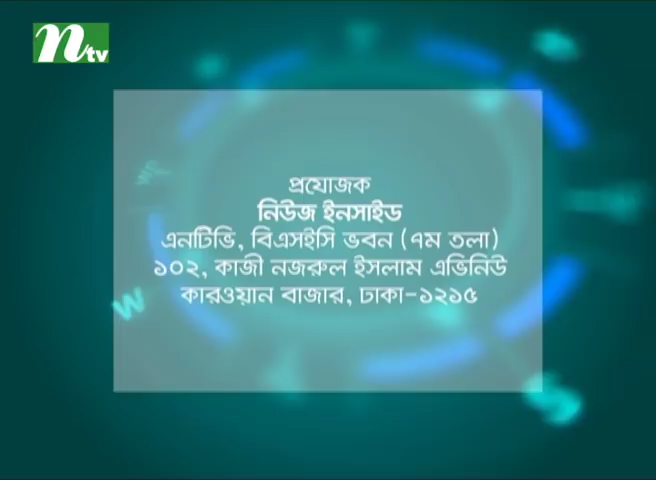 ntv
প্রযোজক
নিউজ ইনসাইড
এনটিভি, বিএসইসি ভবন (৭ম তলা)
১০২, কাজী নজরুল ইসলাম এভিনিউ
কারওয়ান বাজার, ঢাকা-১২১৫
W
S